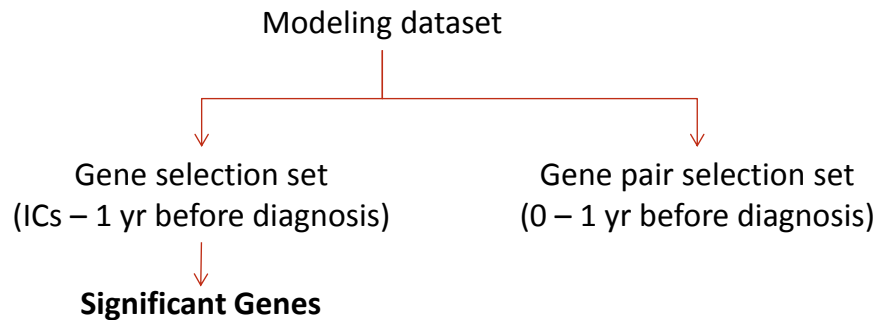 Modeling dataset
Gene selection set
(ICs – 1 yr before diagnosis)
Gene pair selection set
(0 – 1 yr before diagnosis)
Significant Genes